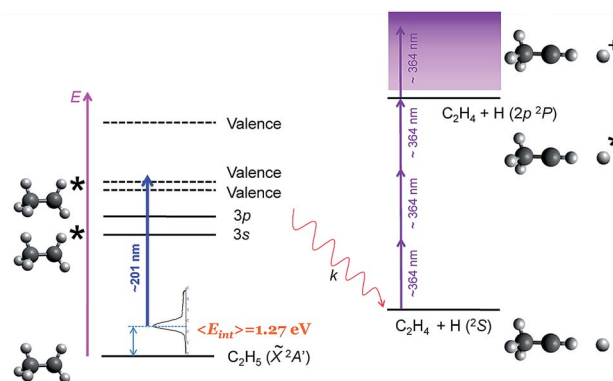 E
Valence
Valence
Valence
3p
3s
~201 nm
<E_int>=1.27 eV
C₂H₅ (X̃ ²A')
*
*
k
~ 364 nm
~ 364 nm
~ 364 nm
~364 nm
C₂H₄ + H (2p ²P)
C₂H₄ + H (²S)
+
*